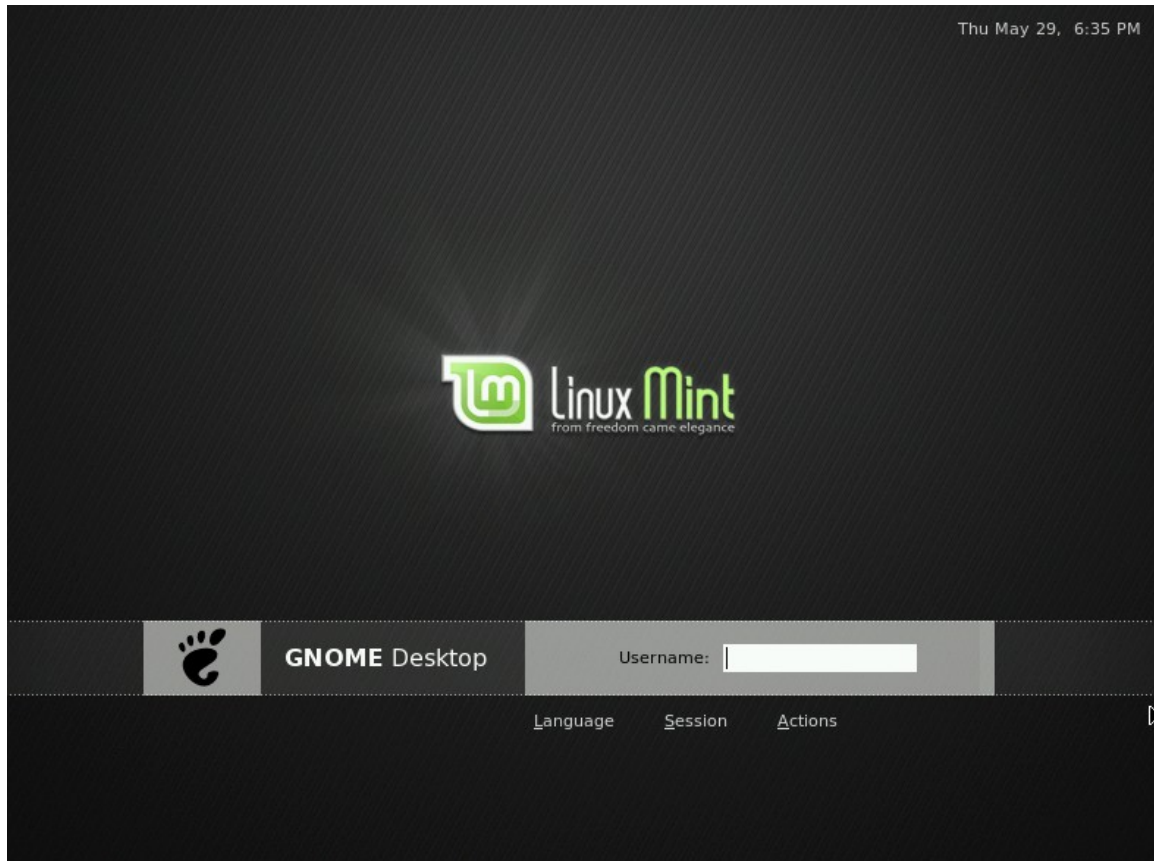 Thu May 29, 6:35 PM
Linux Mint
from freedom came elegance
GNOME Desktop
Username:
Language Session Actions